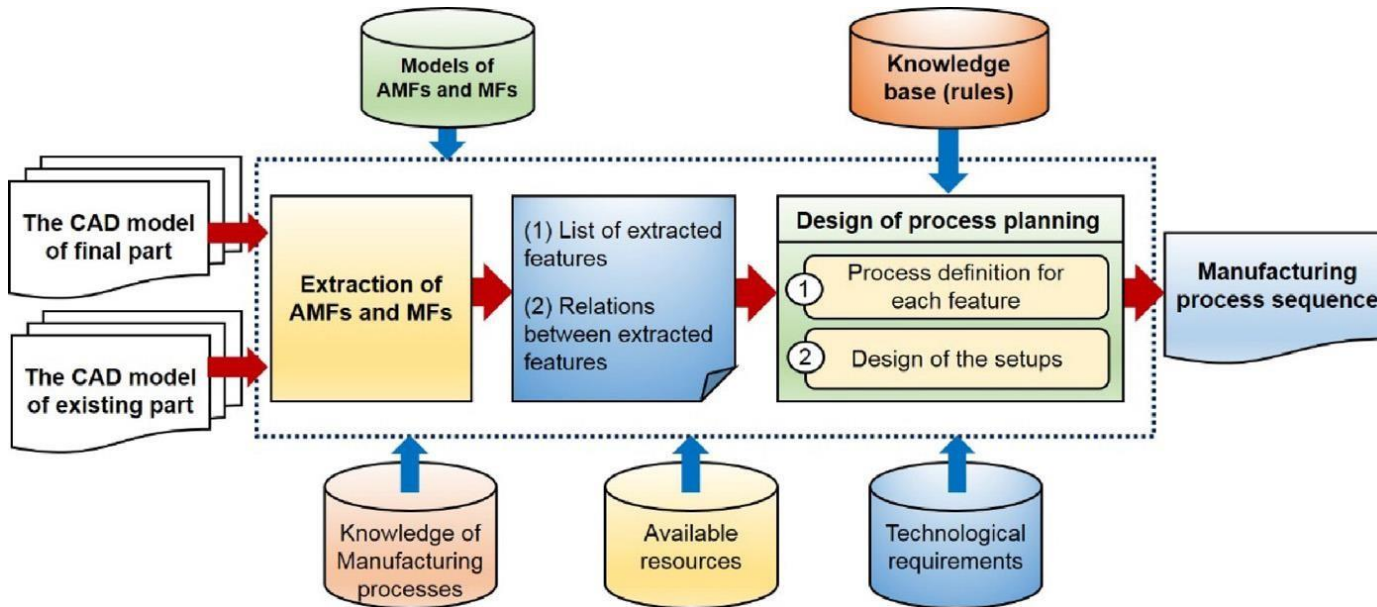 Models of
AMFs and MFs
Knowledge
base (rules)
The CAD model
of final part
The CAD model
of existing part
Extraction of
AMFs and MFs
(1) List of extracted
features
(2) Relations
between extracted
features
Design of process planning
1
Process definition for
each feature
2
Design of the setups
Manufacturing
process sequence
Knowledge of
Manufacturing
processes
Available
resources
Technological
requirements